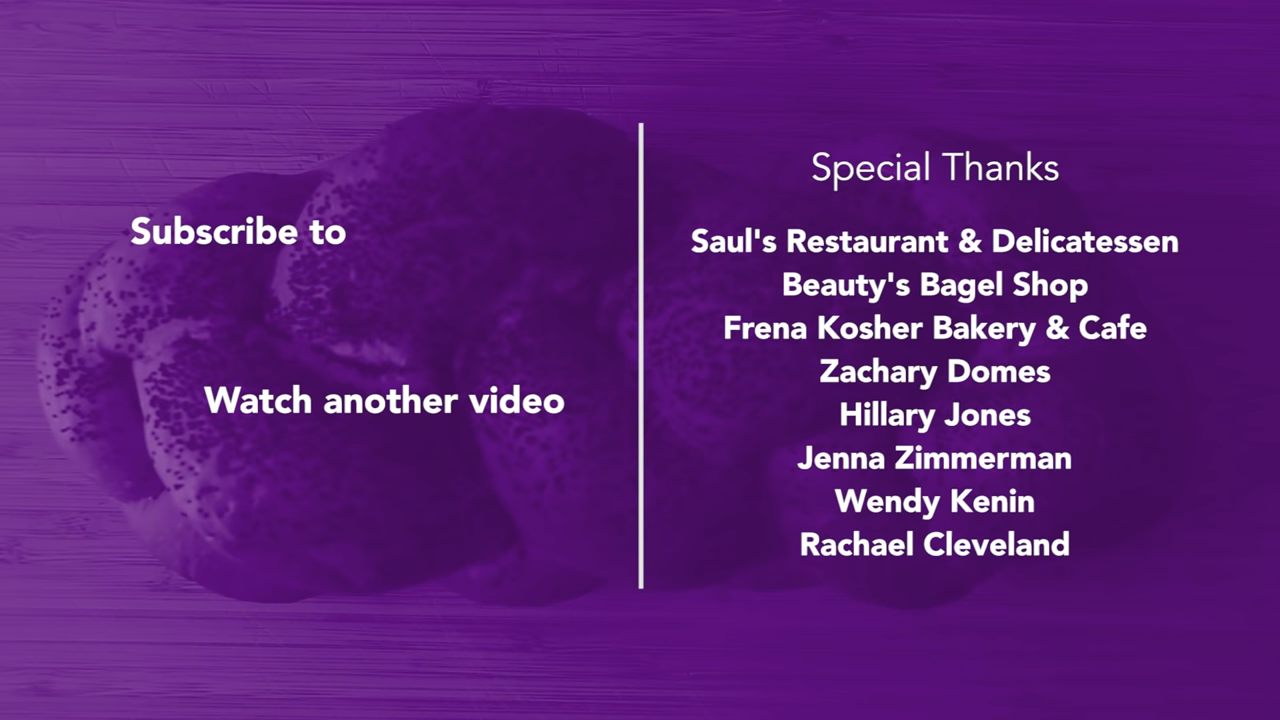 Subscribe to
Watch another video
Special Thanks
Saul's Restaurant & Delicatessen
Beauty's Bagel Shop
Frena Kosher Bakery & Cafe
Zachary Domes
Hillary Jones
Jenna Zimmerman
Wendy Kenin
Rachael Cleveland